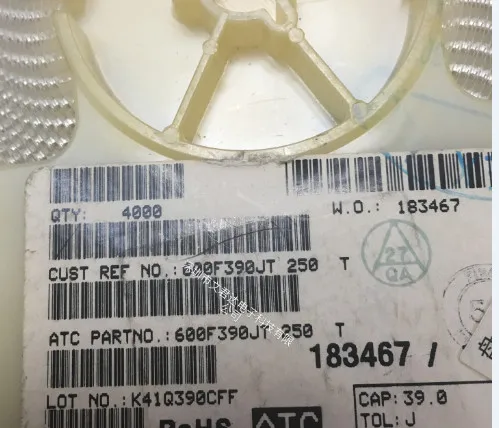 QTY: 4000
W.O.: 183467
27
QA
CUST REF NO.:600F390JT 250 T
ATC PARTNO.:600F390JT 250 T
183467 /
LOT NO.:K41Q390CFF
CAP:39.0
RoHS ATC
TOL:J